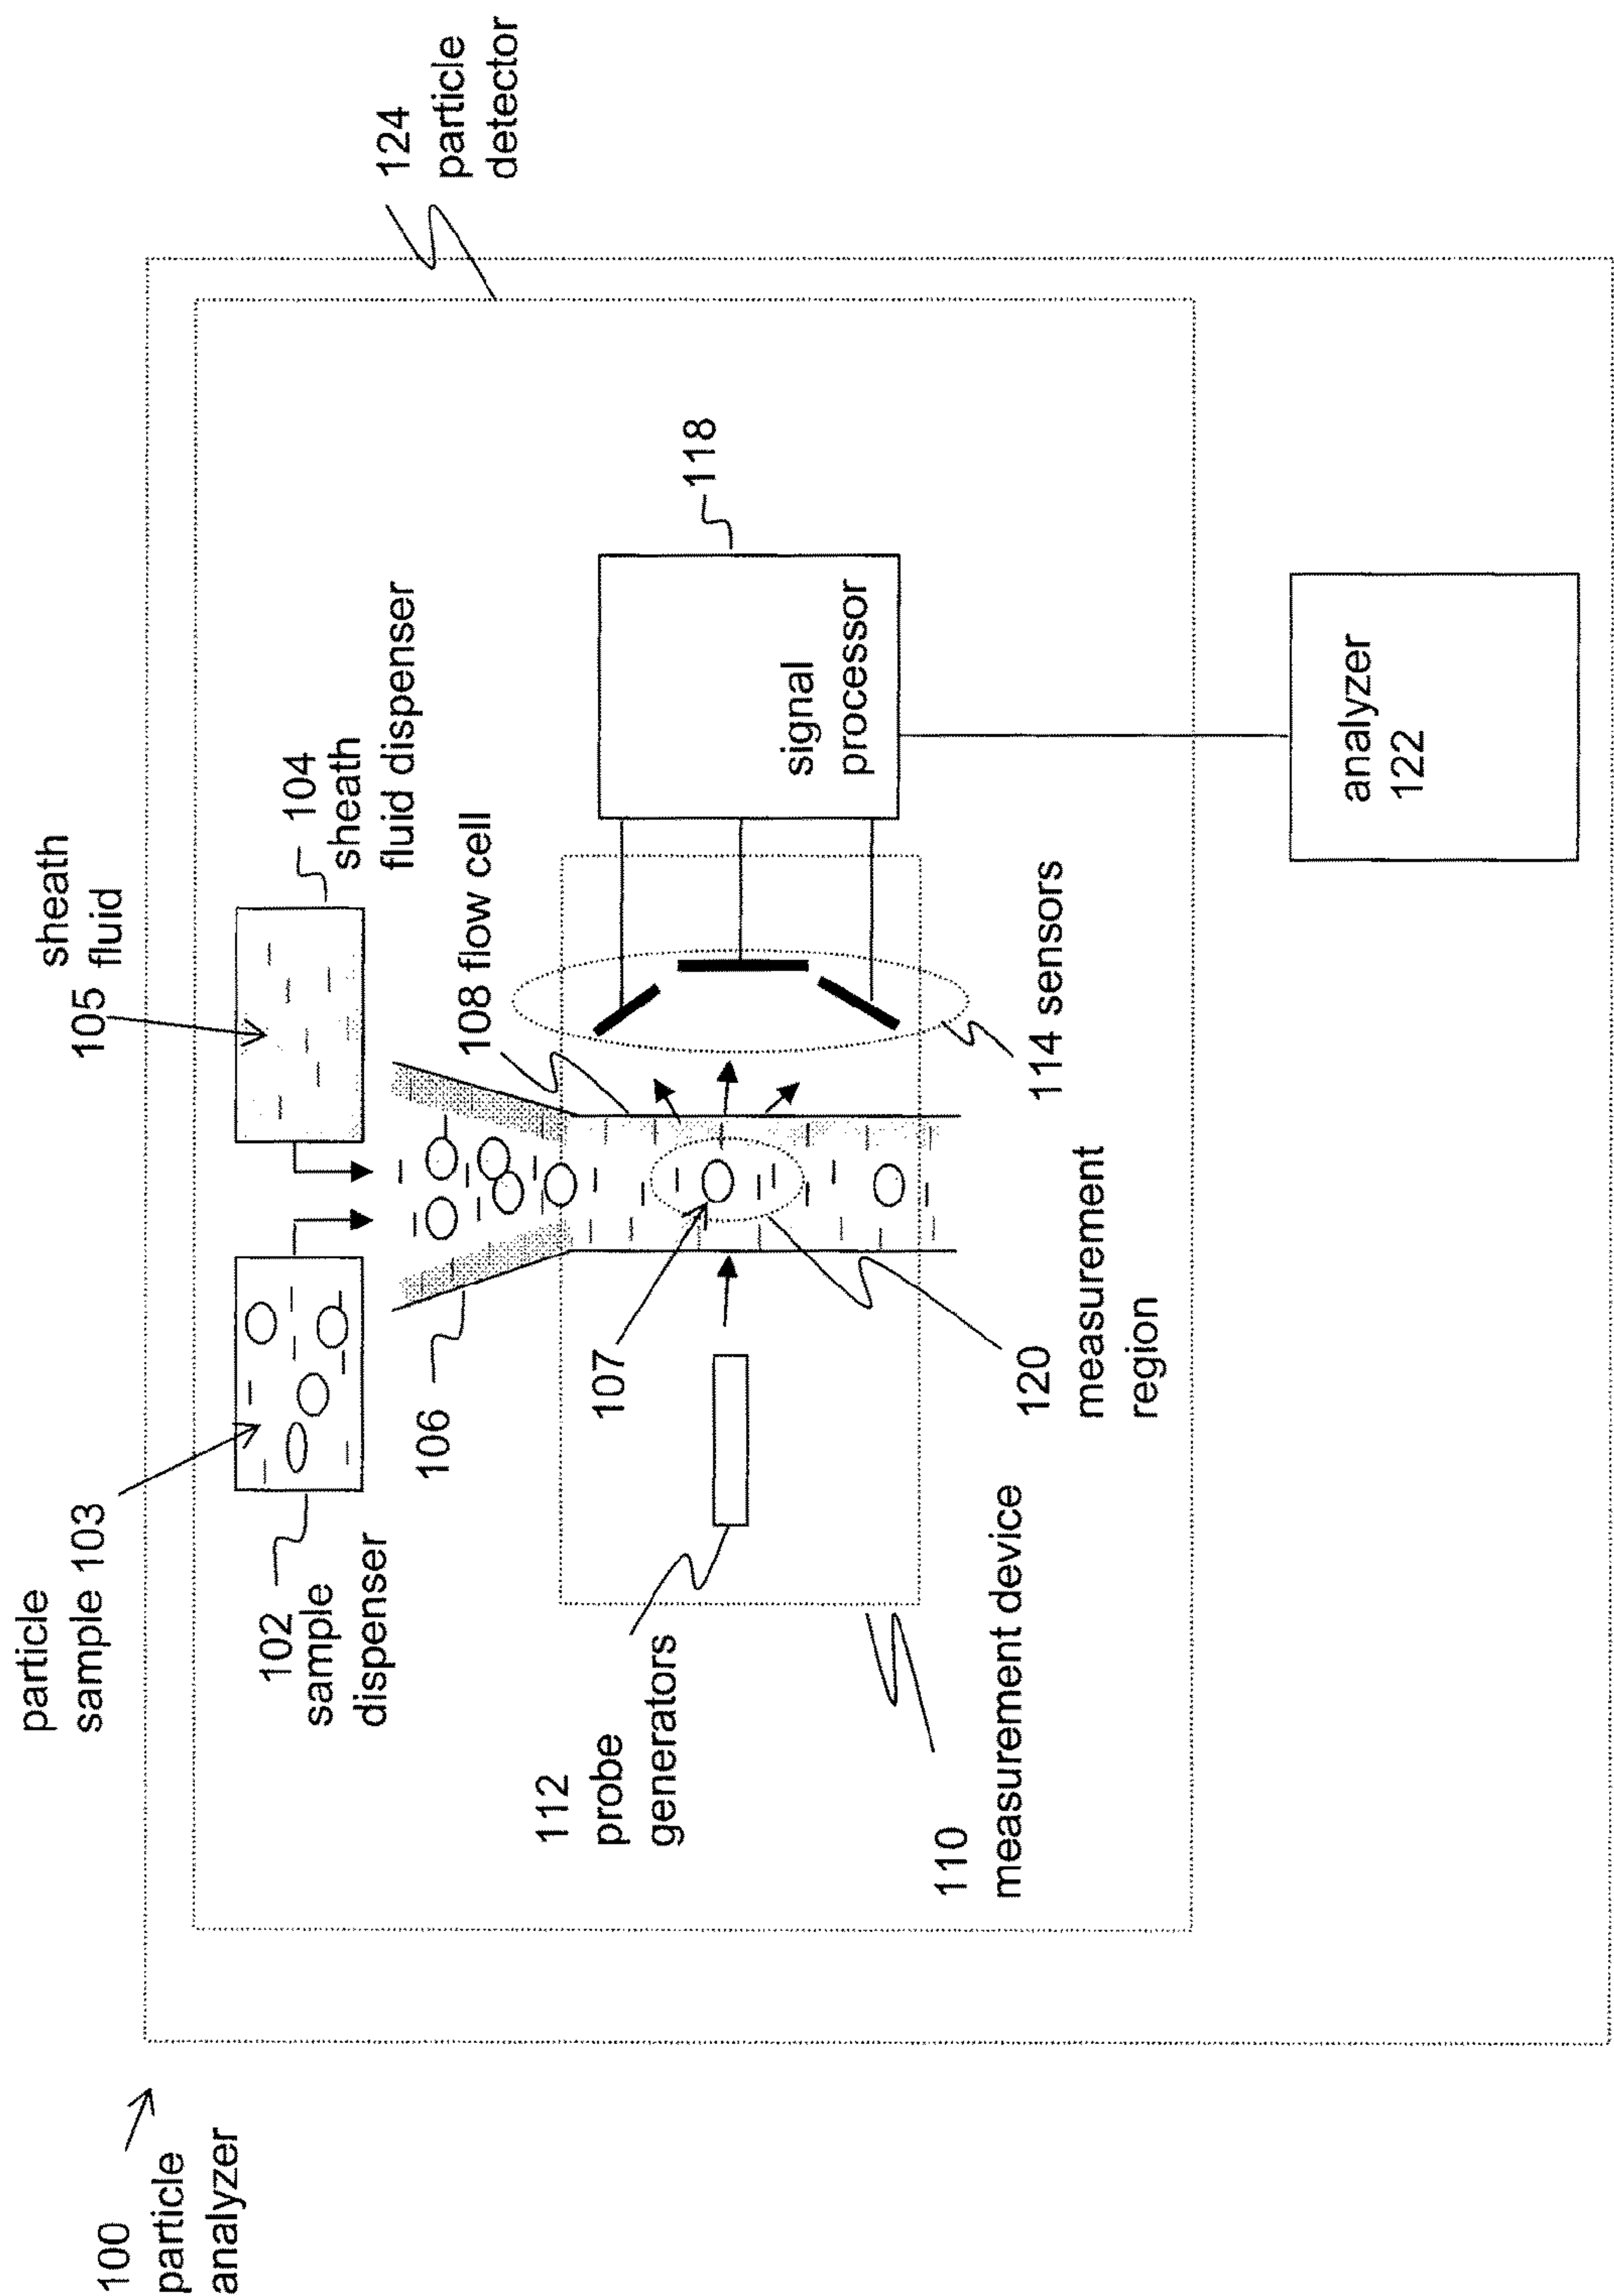 100
particle
analyzer
particle
sample 103
sheath
105 fluid
124
particle
detector
102
sample
dispenser
104
sheath
fluid dispenser
106
108 flow cell
118
112
probe
generators
107
signal
processor
110
measurement device
120
measurement
region
114 sensors
analyzer
122